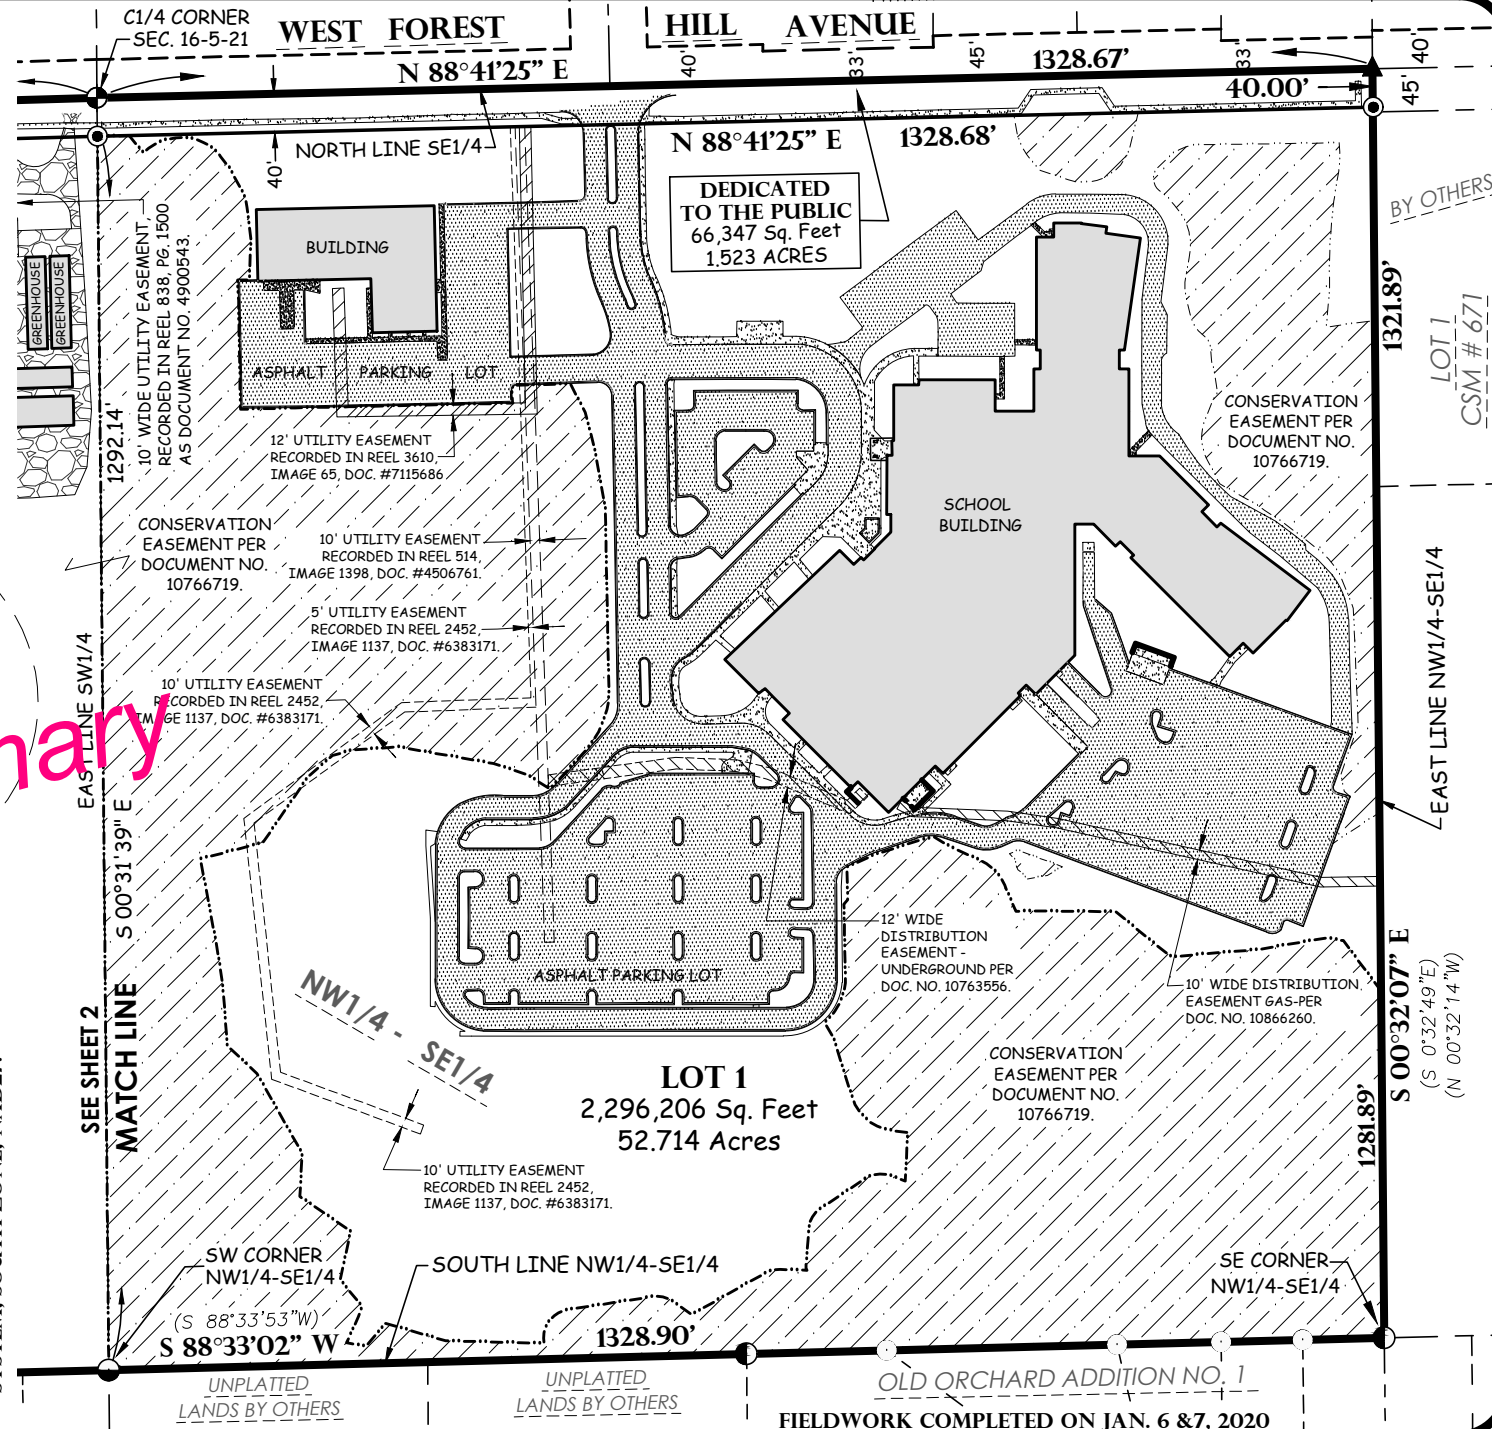 C1/4 CORNER
SEC. 16-5-21
WEST FOREST HILL AVENUE
N 88°41'25" E
40'
33'
45'
1328.67'
33'
40.00'
45'
40'
NORTH LINE SE1/4
40'
N 88°41'25" E 1328.68'
DEDICATED
TO THE PUBLIC
66,347 Sq. Feet
1.523 ACRES
BY OTHERS
BUILDING
GREENHOUSE
GREENHOUSE
10' WIDE UTILITY EASEMENT,
RECORDED IN REEL 838 PG. 1500
AS DOCUMENT NO. 4900543.
1292.14'
ASPHALT PARKING LOT
12' UTILITY EASEMENT
RECORDED IN REEL 3610,
IMAGE 65, DOC. #7115686
1321.89'
LOT 1
CSM # 671
CONSERVATION
EASEMENT PER
DOCUMENT NO.
10766719.
SCHOOL
BUILDING
CONSERVATION
EASEMENT PER
DOCUMENT NO.
10766719.
10' UTILITY EASEMENT
RECORDED IN REEL 514,
IMAGE 1398, DOC. #4506761.
5' UTILITY EASEMENT
RECORDED IN REEL 2452,
IMAGE 1137, DOC. #6383171.
10' UTILITY EASEMENT
RECORDED IN REEL 2452,
IMAGE 1137, DOC. #6383171.
nary
EAST LINE SW1/4
S 00°31'39" E
EAST LINE NW1/4-SE1/4
SEE SHEET 2
MATCH LINE
ASPHALT PARKING LOT
NW1/4 - SE1/4
12' WIDE
DISTRIBUTION
EASEMENT -
UNDERGROUND PER
DOC. NO. 10763556.
10' WIDE DISTRIBUTION
EASEMENT GAS-PER
DOC. NO. 10866260.
S 00°32'07" E
(S 0°32'49"E)
(N 00°32'14"W)
1281.89'
CONSERVATION
EASEMENT PER
DOCUMENT NO.
10766719.
LOT 1
2,296,206 Sq. Feet
52.714 Acres
10' UTILITY EASEMENT
RECORDED IN REEL 2452,
IMAGE 1137, DOC. #6383171.
SW CORNER
NW1/4-SE1/4
SOUTH LINE NW1/4-SE1/4
SE CORNER
NW1/4-SE1/4
(S 88°33'53"W)
S 88°33'02" W
1328.90'
UNPLATTED
LANDS BY OTHERS
UNPLATTED
LANDS BY OTHERS
OLD ORCHARD ADDITION NO. 1
FIELDWORK COMPLETED ON JAN. 6 &7, 2020